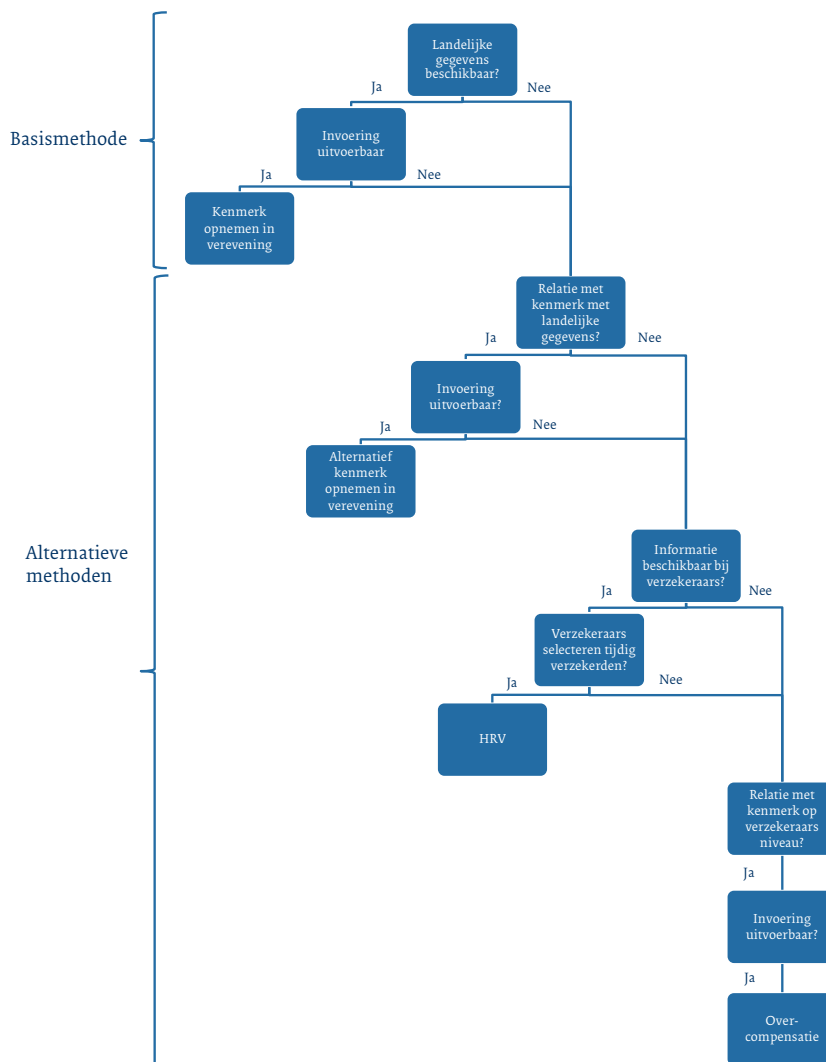 Landelijke
gegevens
beschikbaar?
Ja
Nee
Basismethode
Invoering
uitvoerbaar
Ja
Nee
Kenmerk
opnemen in
verevening
Relatie met
kenmerk met
landelijke
gegevens?
Ja
Nee
Invoering
uitvoerbaar?
Ja
Nee
Alternatief
kenmerk
opnemen in
verevening
Alternatieve
methoden
Informatie
beschikbaar bij
verzekeraars?
Ja
Nee
Verzekeraars
selecteren tijdig
verzekerden?
Ja
Nee
HRV
Relatie met
kenmerk op
verzekeraars
niveau?
Ja
Invoering
uitvoerbaar?
Ja
Over-
compensatie